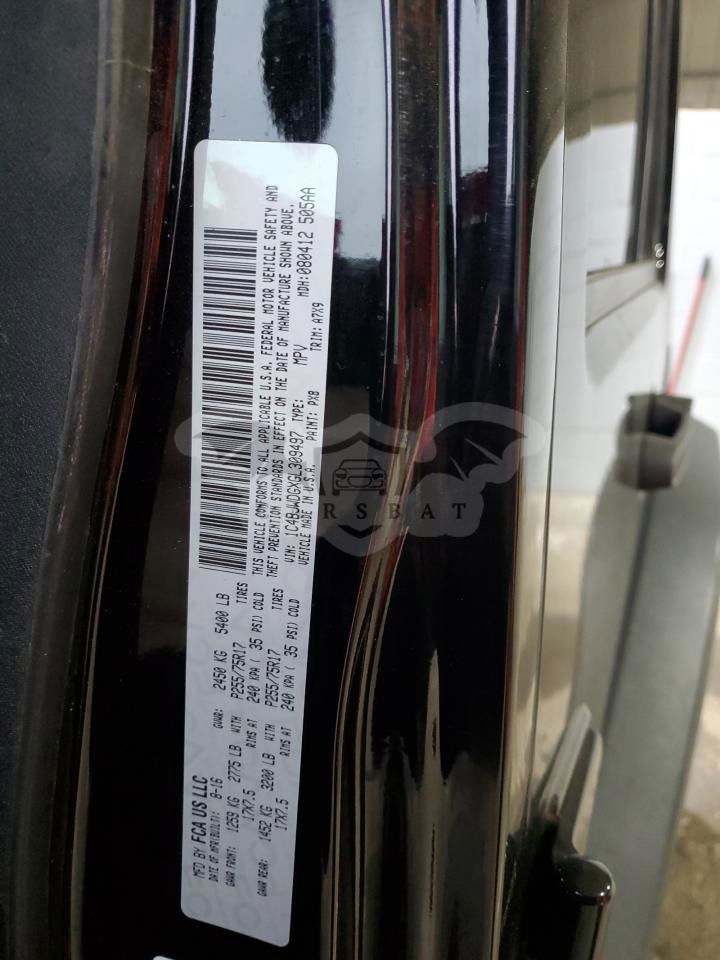 MFD BY FCA US LLC
DATE OF MFR(BUILT): 8-16
GVWR: 2450 KG 5400 LB
GAWR FRONT: 1259 KG 2775 LB WITH P255/75R17 TIRES
17X7.5 RIMS AT 240 KPA ( 35 PSI) COLD
GAWR REAR: 1452 KG 3200 LB WITH P255/75R17 TIRES
17X7.5 RIMS AT 240 KPA ( 35 PSI) COLD
THIS VEHICLE CONFORMS TO ALL APPLICABLE U.S.A. FEDERAL MOTOR VEHICLE SAFETY AND
THEFT PREVENTION STANDARDS IN EFFECT ON THE DATE OF MANUFACTURE SHOWN ABOVE.
VIN: 1C4BJWDGXGL309497 TYPE: MPV MDH:080412 505AA
VEHICLE MADE IN U.S.A. PAINT: PX8 TRIM: A7X9